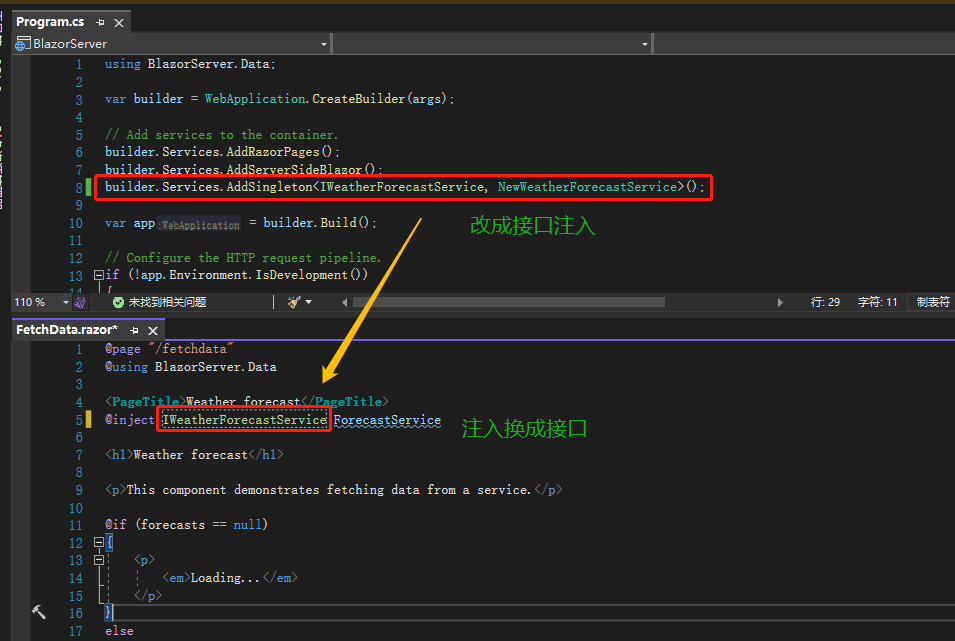 Program.cs
BlazorServer
1 using BlazorServer.Data;
2
3 var builder = WebApplication.CreateBuilder(args);
4
5 // Add services to the container.
6 builder.Services.AddRazorPages();
7 builder.Services.AddServerSideBlazor();
8 builder.Services.AddSingleton<IWeatherForecastService, NewWeatherForecastService>();
9
10 var app:WebApplication = builder.Build();
改成接口注入
11
12 // Configure the HTTP request pipeline.
13 if (!app.Environment.IsDevelopment())
14 {
110 % 未找到相关问题 行: 29 字符: 11 制表符
FetchData.razor*
1 @page "/fetchdata"
2 @using BlazorServer.Data
3
4 <PageTitle>Weather forecast</PageTitle>
5 @inject IWeatherForecastService ForecastService
注入换成接口
6
7 <h1>Weather forecast</h1>
8
9 <p>This component demonstrates fetching data from a service.</p>
10
11 @if (forecasts == null)
12 {
13 <p>
14 <em>Loading...</em>
15 </p>
16 }
17 else